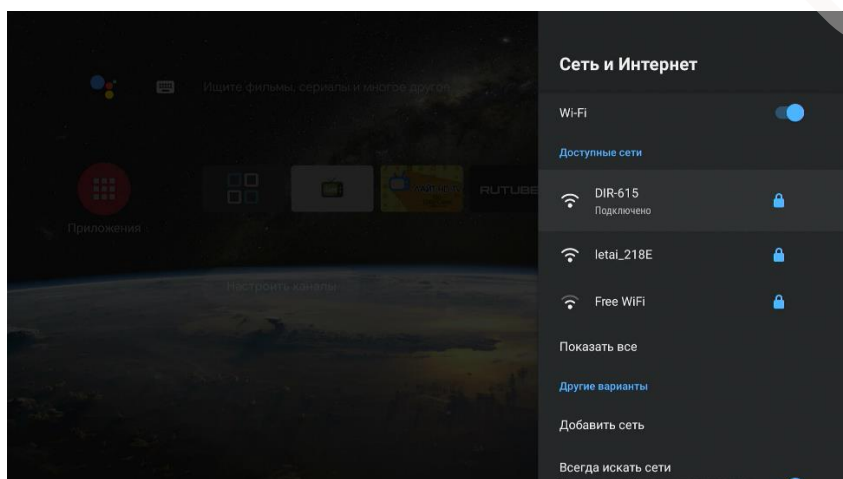 Сеть и Интернет
Wi-Fi
Доступные сети
DIR-615
Подключено
letai_218E
Free WiFi
Показать все
Другие варианты
Добавить сеть
Всегда искать сети
Ищите фильмы, сериалы и многое другое
RUTUBE
Приложения
Настроить каналы